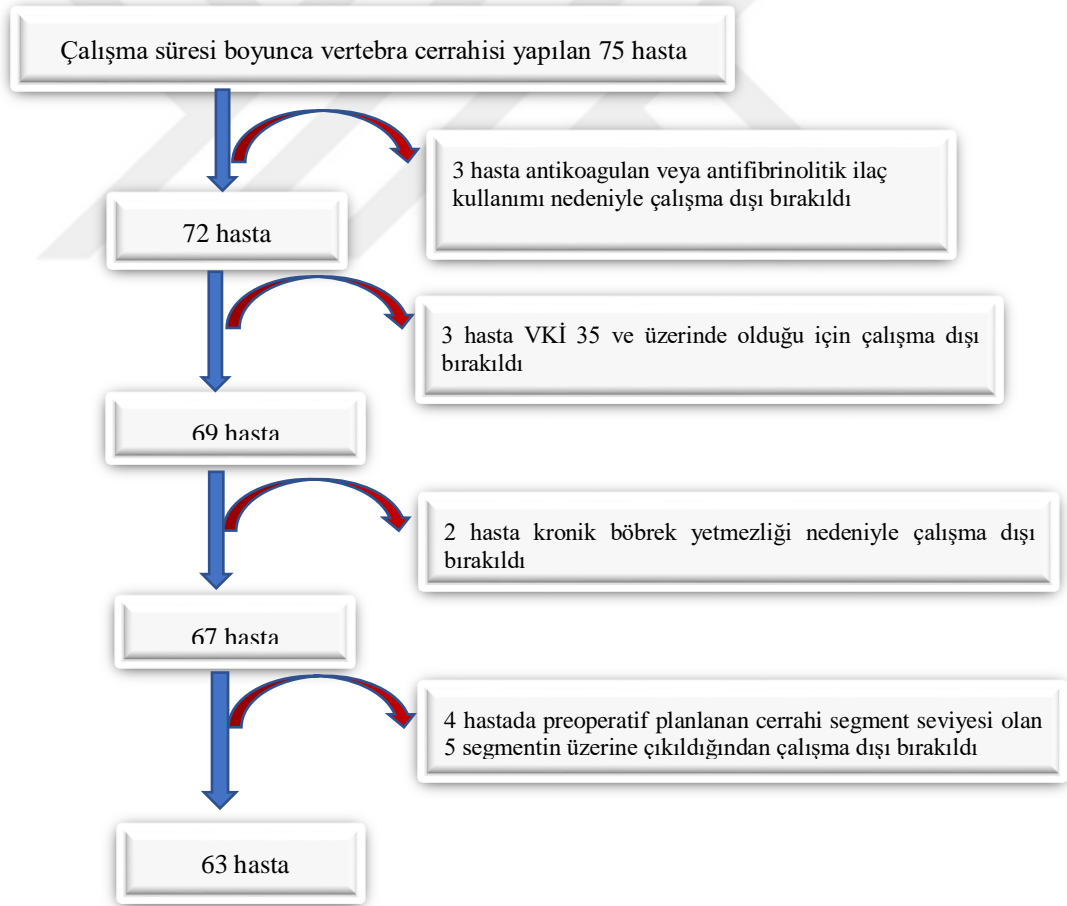 Çalışma süresi boyunca vertebra cerrahisi yapılan 75 hasta
3 hasta antikoagulan veya antifibrinolitik ilaç
kullanımı nedeniyle çalışma dışı bırakıldı
72 hasta
3 hasta VKİ 35 ve üzerinde olduğu için çalışma dışı
bırakıldı
69 hasta
2 hasta kronik böbrek yetmezliği nedeniyle çalışma dışı
bırakıldı
67 hasta
4 hastada preoperatif planlanan cerrahi segment seviyesi olan
5 segmentin üzerine çıkıldığından çalışma dışı bırakıldı
63 hasta